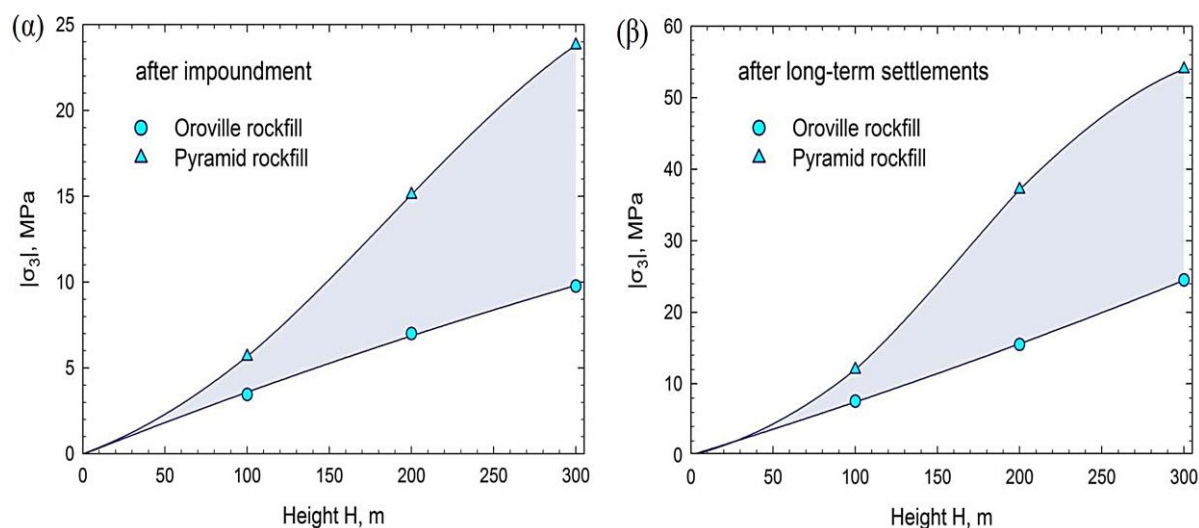 (α)
25
20
15
10
5
0
|σ₃|, MPa
after impoundment
Oroville rockfill
Pyramid rockfill
0 50 100 150 200 250 300
Height H, m
(β)
60
50
40
30
20
10
0
|σ₃|, MPa
after long-term settlements
Oroville rockfill
Pyramid rockfill
0 50 100 150 200 250 300
Height H, m